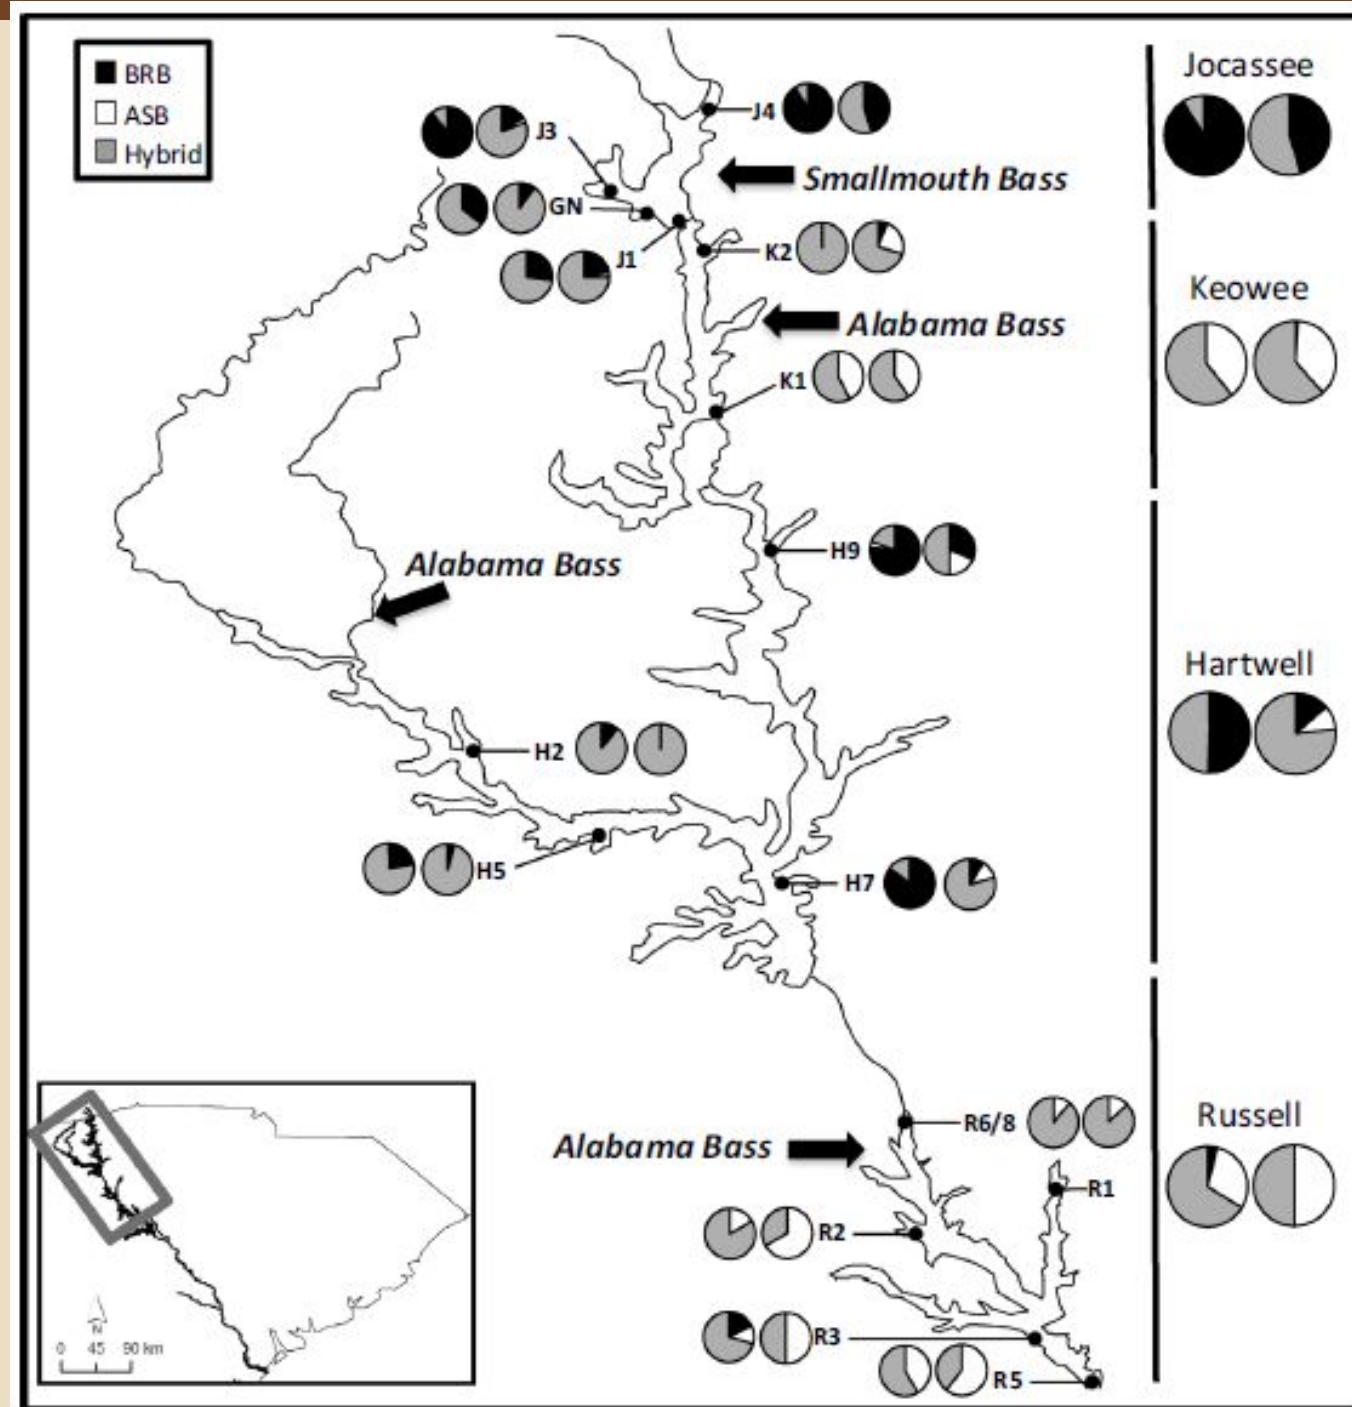 BRB
ASB
Hybrid
Jocassee
J4
J3
Smallmouth Bass
GN
J1
K2
Keowee
Alabama Bass
K1
H9
Alabama Bass
Hartwell
H2
H5
H7
R6/8
Russell
Alabama Bass
R1
R2
R3
R5
N
0 45 90 km